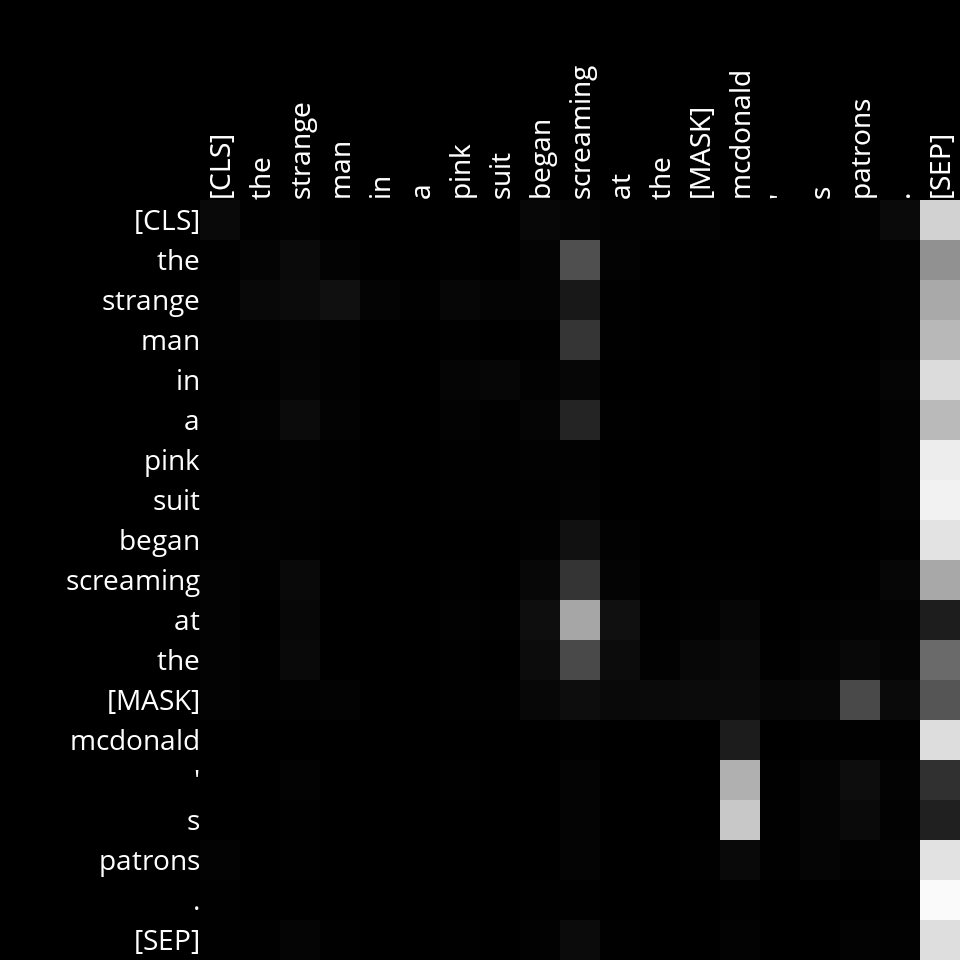 [CLS] the strange man in a pink suit began screaming at the [MASK] mcdonald ' s patrons . [SEP]
[CLS]
the
strange
man
in
a
pink
suit
began
screaming
at
the
[MASK]
mcdonald
'
s
patrons
.
[SEP]